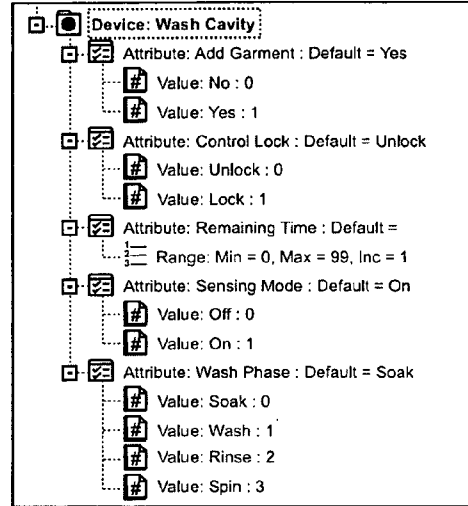 Device: Wash Cavity
Attribute: Add Garment : Default = Yes
# Value: No : 0
# Value: Yes : 1
Attribute: Control Lock : Default = Unlock
# Value: Unlock : 0
# Value: Lock : 1
Attribute: Remaining Time : Default =
1 2 3 Range: Min = 0, Max = 99, Inc = 1
Attribute: Sensing Mode : Default = On
# Value: Off : 0
# Value: On : 1
Attribute: Wash Phase : Default = Soak
# Value: Soak : 0
# Value: Wash : 1
# Value: Rinse : 2
# Value: Spin : 3